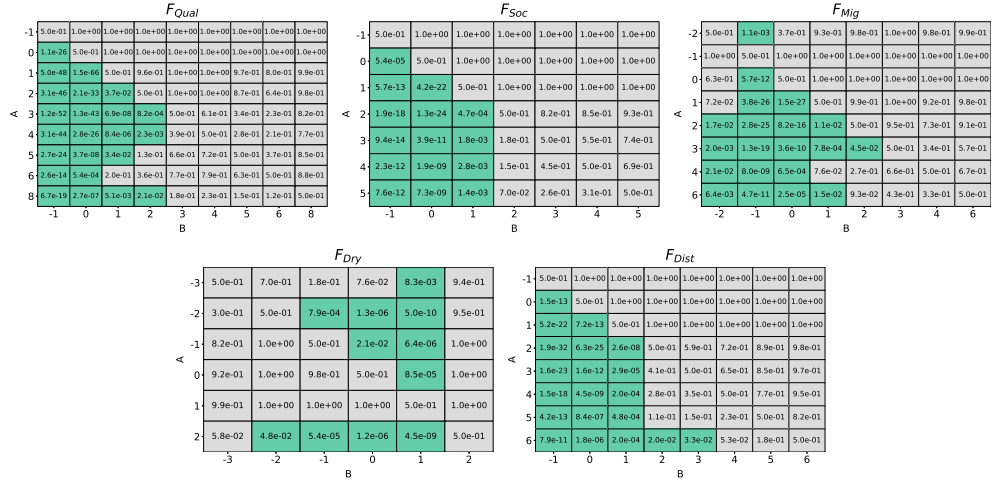 F_Qual
-1 5.0e-01 1.0e+00 1.0e+00 1.0e+00 1.0e+00 1.0e+00 1.0e+00 1.0e+00 1.0e+00
0 1.1e-26 5.0e-01 1.0e+00 1.0e+00 1.0e+00 1.0e+00 1.0e+00 1.0e+00 1.0e+00
1 5.0e-48 1.5e-66 5.0e-01 9.6e-01 1.0e+00 1.0e+00 9.7e-01 8.0e-01 9.9e-01
2 3.1e-46 2.1e-33 3.7e-02 5.0e-01 1.0e+00 1.0e+00 8.7e-01 6.4e-01 9.8e-01
A 3 1.2e-52 1.3e-43 6.9e-08 8.2e-04 5.0e-01 6.1e-01 3.4e-01 2.3e-01 8.2e-01
4 3.1e-44 2.8e-26 8.4e-06 2.3e-03 3.9e-01 5.0e-01 2.8e-01 2.1e-01 7.7e-01
5 2.7e-24 3.7e-08 3.4e-02 1.3e-01 6.6e-01 7.2e-01 5.0e-01 3.7e-01 8.5e-01
6 2.6e-14 5.4e-04 2.0e-01 3.6e-01 7.7e-01 7.9e-01 6.3e-01 5.0e-01 8.8e-01
8 6.7e-19 2.7e-07 5.1e-03 2.1e-02 1.8e-01 2.3e-01 1.5e-01 1.2e-01 5.0e-01
-1 0 1 2 3 4 5 6 8
B
F_Soc
-1 5.0e-01 1.0e+00 1.0e+00 1.0e+00 1.0e+00 1.0e+00 1.0e+00
0 5.4e-05 5.0e-01 1.0e+00 1.0e+00 1.0e+00 1.0e+00 1.0e+00
1 5.7e-13 4.2e-22 5.0e-01 1.0e+00 1.0e+00 1.0e+00 1.0e+00
A 2 1.9e-18 1.3e-24 4.7e-04 5.0e-01 8.2e-01 8.5e-01 9.3e-01
3 9.4e-14 3.9e-11 1.8e-03 1.8e-01 5.0e-01 5.5e-01 7.4e-01
4 2.3e-12 1.9e-09 2.8e-03 1.5e-01 4.5e-01 5.0e-01 6.9e-01
5 7.6e-12 7.3e-09 1.4e-03 7.0e-02 2.6e-01 3.1e-01 5.0e-01
-1 0 1 2 3 4 5
B
F_Mig
-2 5.0e-01 1.1e-03 3.7e-01 9.3e-01 9.8e-01 1.0e+00 9.8e-01 9.9e-01
-1 1.0e+00 5.0e-01 1.0e+00 1.0e+00 1.0e+00 1.0e+00 1.0e+00 1.0e+00
0 6.3e-01 5.7e-12 5.0e-01 1.0e+00 1.0e+00 1.0e+00 1.0e+00 1.0e+00
A 1 7.2e-02 3.8e-26 1.5e-27 5.0e-01 9.9e-01 1.0e+00 9.2e-01 9.8e-01
2 1.7e-02 2.8e-25 8.2e-16 1.1e-02 5.0e-01 9.5e-01 7.3e-01 9.1e-01
3 2.0e-03 1.3e-19 3.6e-10 7.8e-04 4.5e-02 5.0e-01 3.8e-01 6.7e-01
4 2.1e-02 8.0e-09 6.5e-04 7.6e-02 2.7e-01 6.6e-01 5.0e-01 7.0e-01
6 6.4e-03 4.7e-11 2.5e-05 1.5e-02 9.3e-02 4.3e-01 3.3e-01 5.0e-01
-2 -1 0 1 2 3 4 6
B
F_Dry
-3 5.0e-01 7.0e-01 1.8e-01 7.6e-02 8.3e-03 9.4e-01
-2 3.0e-01 5.0e-01 7.9e-04 1.3e-06 5.0e-10 9.5e-01
-1 8.2e-01 1.0e+00 5.0e-01 2.1e-02 6.4e-06 1.0e+00
A
0 9.2e-01 1.0e+00 9.8e-01 5.0e-01 8.5e-05 1.0e+00
1 9.9e-01 1.0e+00 1.0e+00 1.0e+00 5.0e-01 1.0e+00
2 5.8e-02 4.8e-02 5.4e-05 1.2e-06 4.5e-09 5.0e-01
-3 -2 -1 0 1 2
B
F_Dist
-1 5.0e-01 1.0e+00 1.0e+00 1.0e+00 1.0e+00 1.0e+00 1.0e+00 1.0e+00
0 1.5e-13 5.0e-01 1.0e+00 1.0e+00 1.0e+00 1.0e+00 1.0e+00 1.0e+00
1 5.2e-22 7.2e-13 5.0e-01 1.0e+00 1.0e+00 1.0e+00 1.0e+00 1.0e+00
2 1.9e-32 6.3e-25 2.6e-08 5.0e-01 5.9e-01 7.2e-01 8.9e-01 9.8e-01
A
3 1.6e-23 1.6e-12 2.9e-05 4.1e-01 5.0e-01 6.5e-01 8.5e-01 9.7e-01
4 1.5e-18 4.5e-09 2.0e-04 2.8e-01 3.5e-01 5.0e-01 7.7e-01 9.5e-01
5 4.2e-13 8.4e-07 4.8e-04 1.1e-01 1.5e-01 2.3e-01 5.0e-01 8.2e-01
6 7.9e-11 1.8e-06 2.0e-04 2.0e-02 3.3e-02 5.3e-02 1.8e-01 5.0e-01
-1 0 1 2 3 4 5 6
B